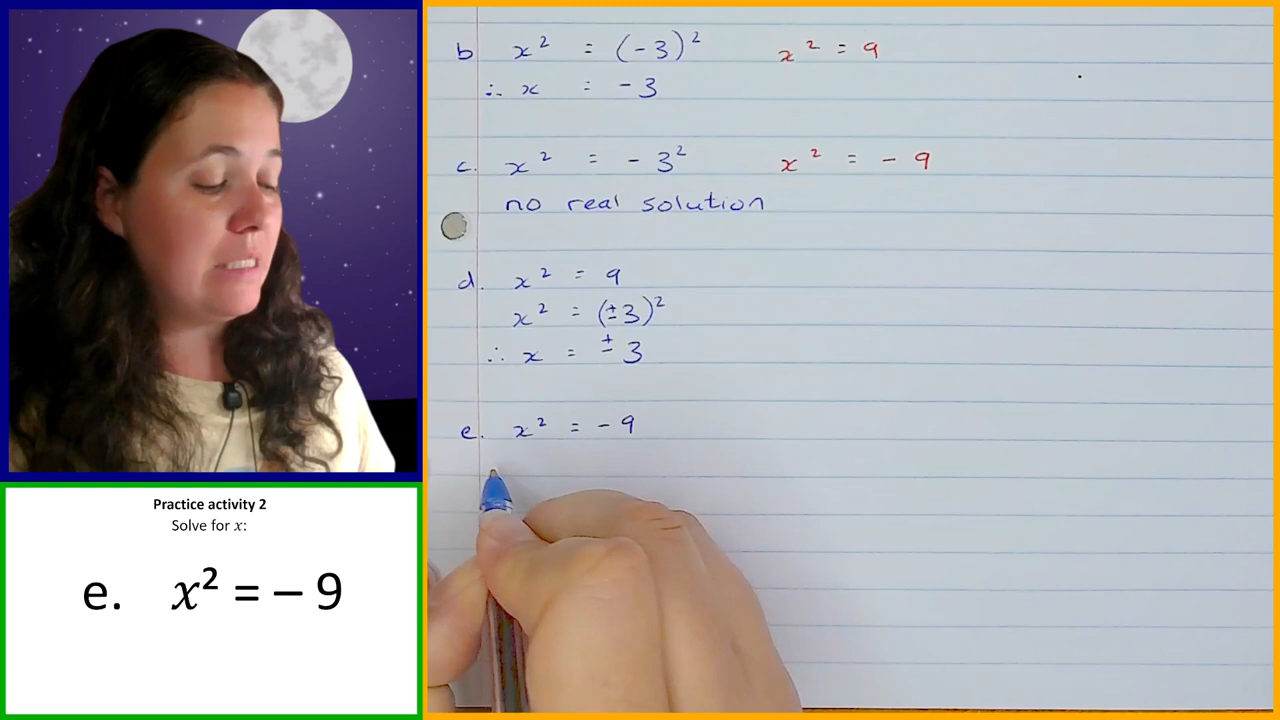 b x² = (-3)² x² = 9
∴ x = -3
c. x² = -3² x² = -9
no real solution
d. x² = 9
x² = (±3)²
∴ x = ±3
e. x² = -9
Practice activity 2
Solve for x:
e. x² = – 9